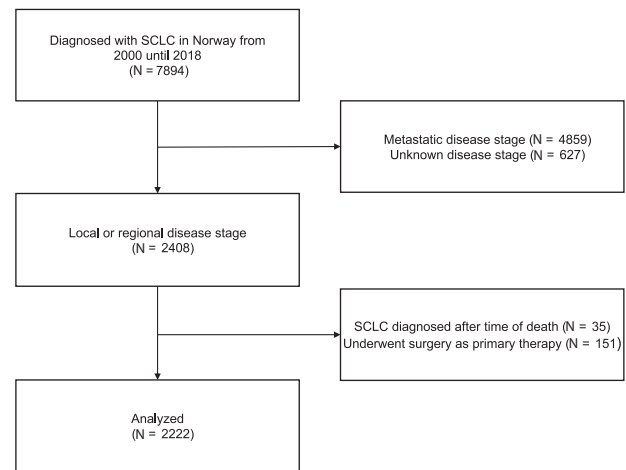 Diagnosed with SCLC in Norway from
2000 until 2018
(N = 7894)
Metastatic disease stage (N = 4859)
Unknown disease stage (N = 627)
Local or regional disease stage
(N = 2408)
SCLC diagnosed after time of death (N = 35)
Underwent surgery as primary therapy (N = 151)
Analyzed
(N = 2222)